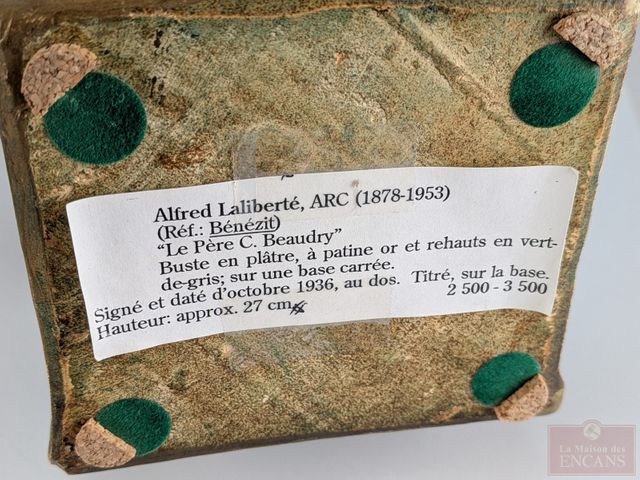 Alfred Laliberté, ARC (1878-1953)
(Réf.: Bénézit)
“Le Père C. Beaudry”
Buste en plâtre, à patine or et rehauts en vert-
de-gris; sur une base carrée.
Signé et daté d'octobre 1936, au dos. Titré, sur la base.
Hauteur: approx. 27 cm
2 500 - 3 500
La Maison des
ENCANS